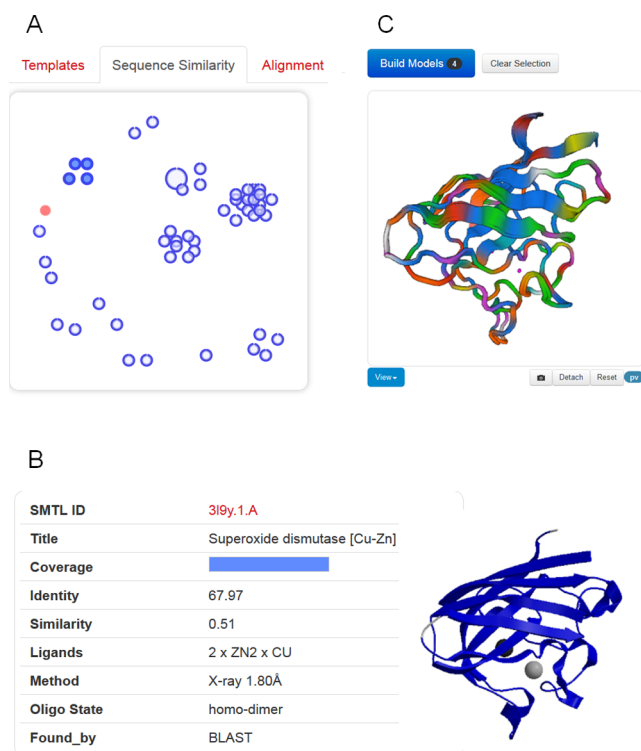 A
Templates Sequence Similarity Alignment
C
Build Models 4 Clear Selection
View
Detach Reset pv
B
SMTL ID 3l9y.1.A
Title Superoxide dismutase [Cu-Zn]
Coverage
Identity 67.97
Similarity 0.51
Ligands 2 x ZN2 x CU
Method X-ray 1.80Å
Oligo State homo-dimer
Found_by BLAST